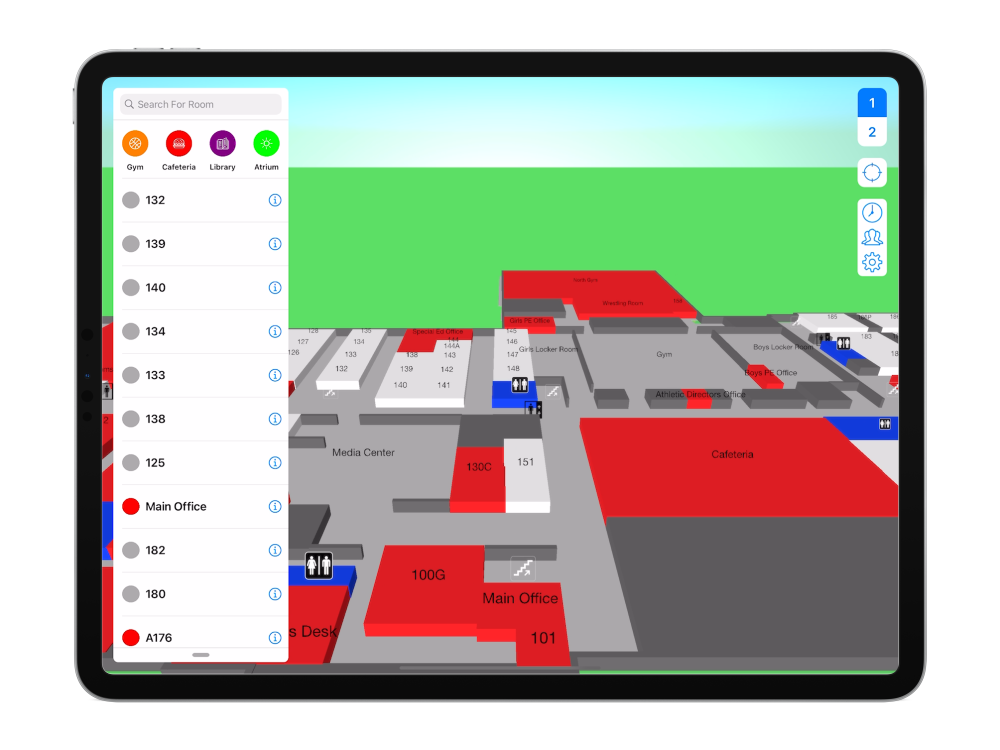 Search For Room
Gym
Cafeteria
Library
Atrium
132
139
140
134
133
138
125
Main Office
182
180
A176
1
2
Wrestling Room
Girls PE Office
128
127
126
135
134
133
132
Special Ed Office
144
144A
138
143
139
142
140
141
145
146
147
148
Girls Locker Room
Gym
Boys Locker Room
Boys PE Office
Athletic Directors Office
185
183
18
2
Media Center
130C
151
Cafeteria
100G
Main Office
101
s Desk